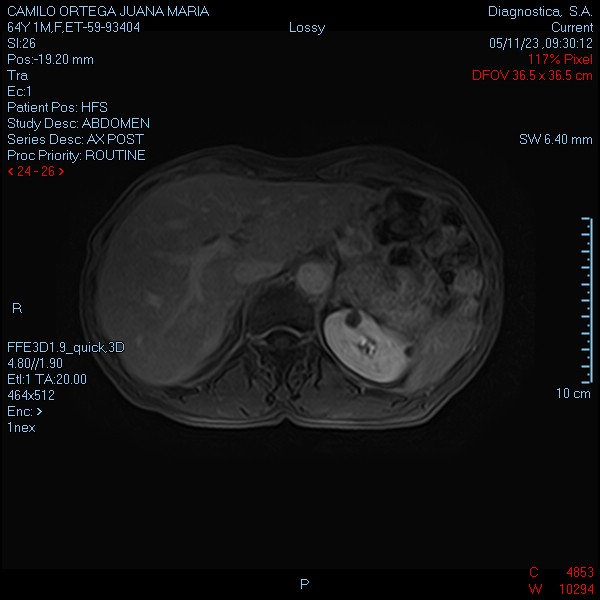 CAMILO ORTEGA JUANA MARIA
64Y 1M,F,ET-59-93404
Sl:26
Pos:-19.20 mm
Tra
Ec:1
Patient Pos: HFS
Study Desc: ABDOMEN
Series Desc: AX POST
Proc Priority: ROUTINE
< 24 - 26 >
Lossy
Diagnostica, S.A.
Current
05/11/23 ,09:30:12
117% Pixel
DFOV 36.5 x 36.5 cm
SW 6.40 mm
R
FFE3D1.9_quick,3D
4.80//1.90
Etl:1 TA:20.00
464x512
Enc: >
1nex
10 cm
P
C 4853
W 10294